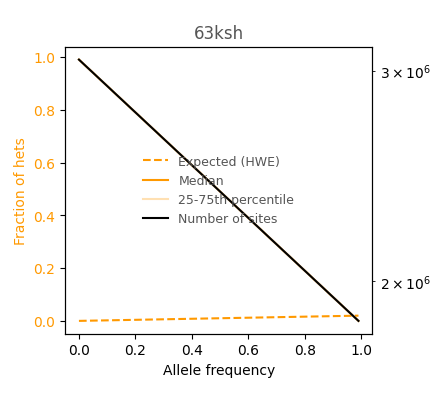 63ksh
1.0
0.8
0.6
0.4
0.2
0.0
Fraction of hets
Expected (HWE)
Median
25-75th percentile
Number of sites
3 × 10⁶
2 × 10⁶
0.0 0.2 0.4 0.6 0.8 1.0
Allele frequency